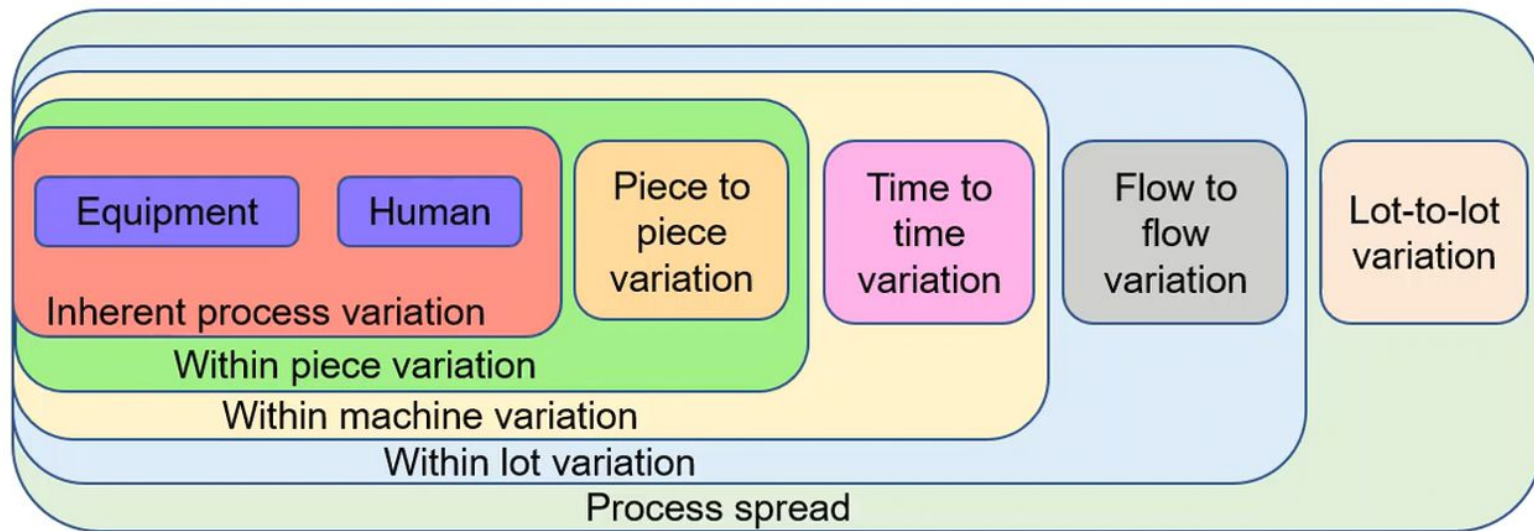 Equipment
Human
Inherent process variation
Piece to
piece
variation
Time to
time
variation
Flow to
flow
variation
Lot-to-lot
variation
Within piece variation
Within machine variation
Within lot variation
Process spread